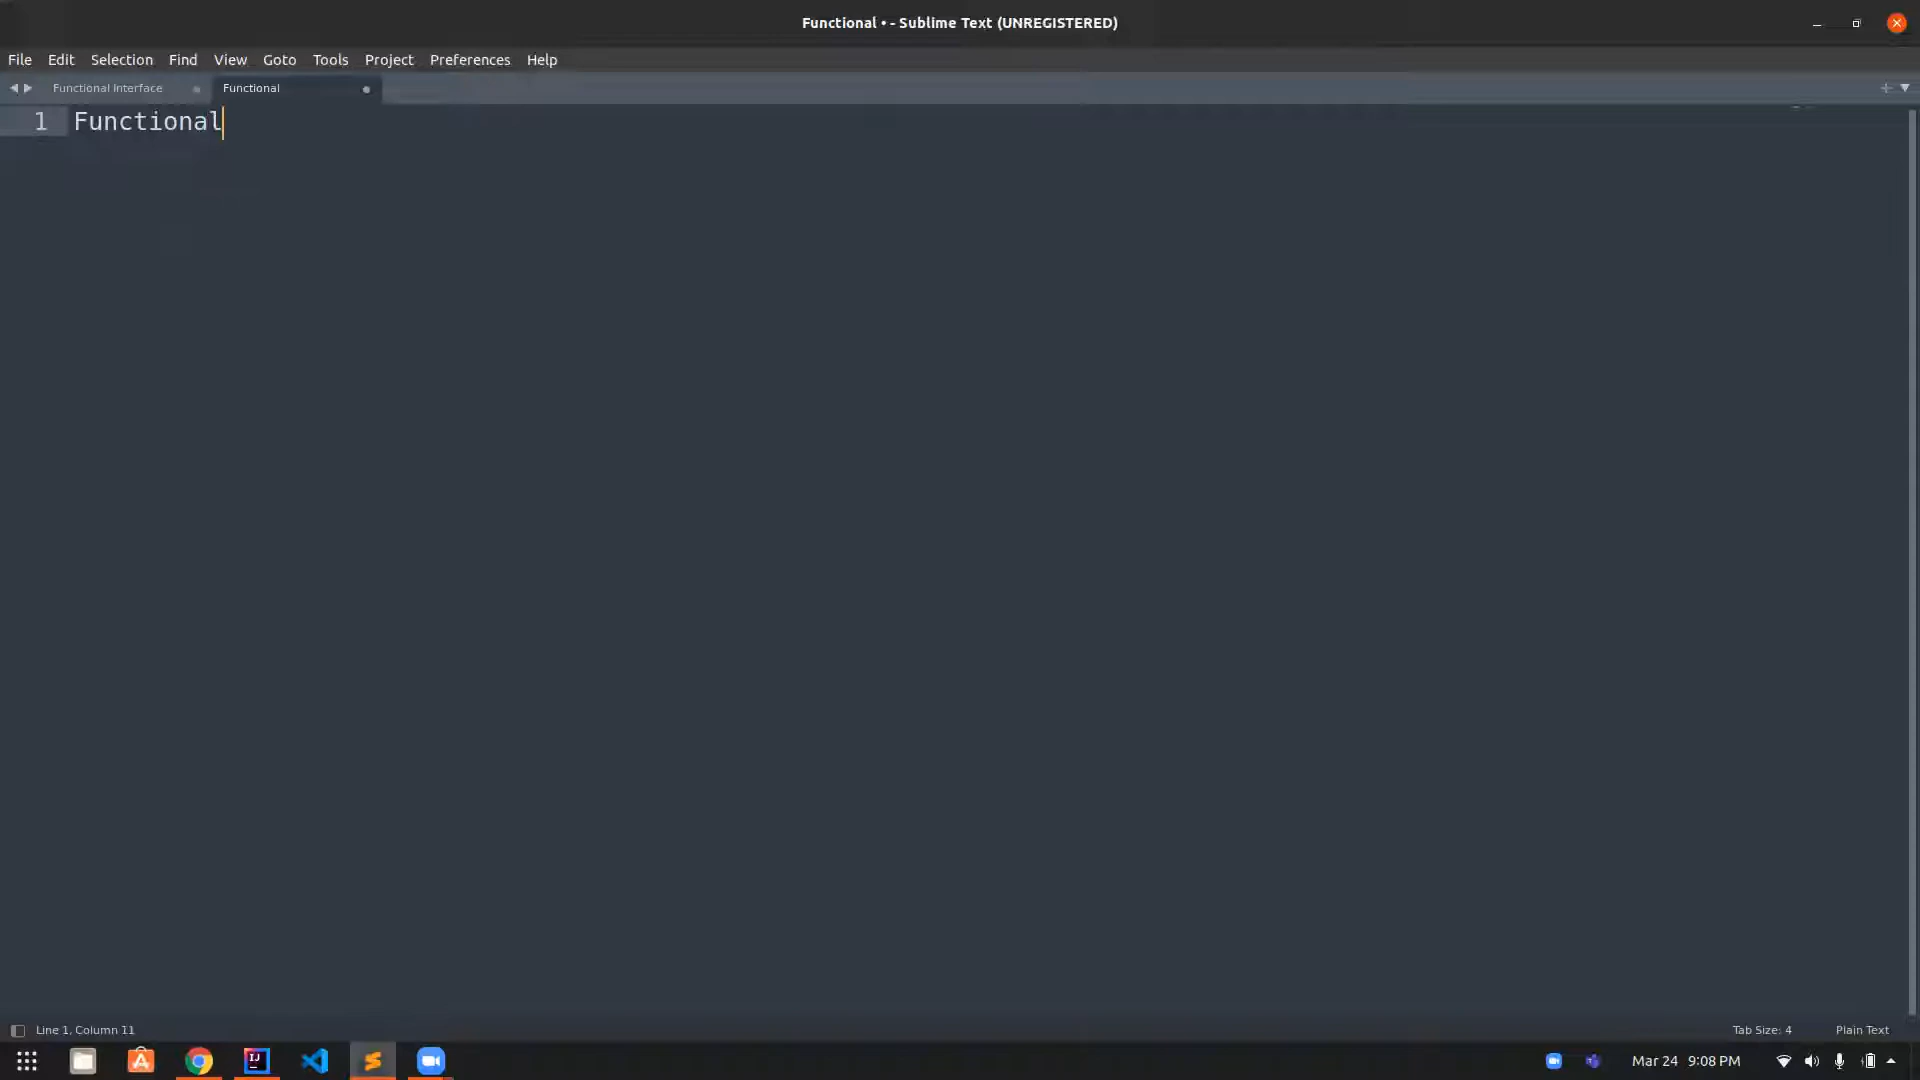 Functional • - Sublime Text (UNREGISTERED)
File Edit Selection Find View Goto Tools Project Preferences Help
Functional Interface Functional
1 Functional
Line 1, Column 11 Tab Size: 4 Plain Text
Mar 24 9:08 PM